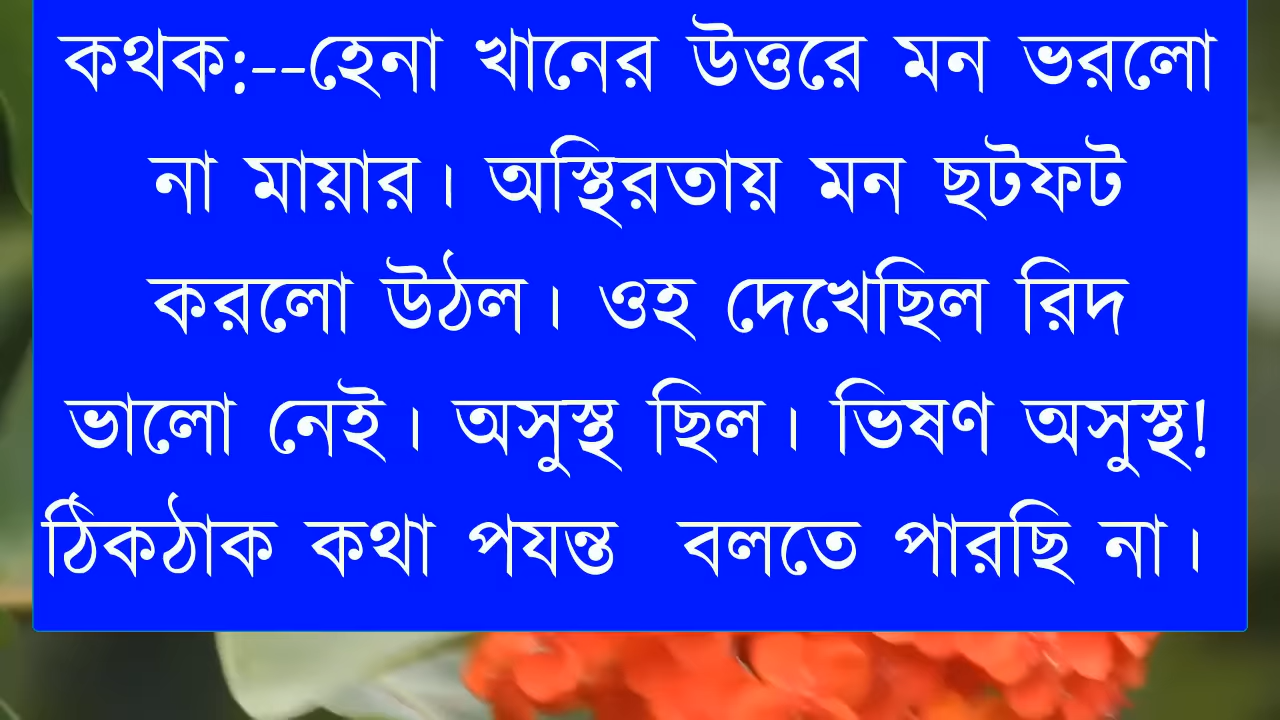 কথক:--হেনা খানের উত্তরে মন ভরলো
না মায়ার। অস্থিরতায় মন ছটফট
করলো উঠল। ওহ দেখেছিল রিদ
ভালো নেই। অসুস্থ ছিল। ভিষণ অসুস্থ!
ঠিকঠাক কথা পযন্ত বলতে পারছি না।